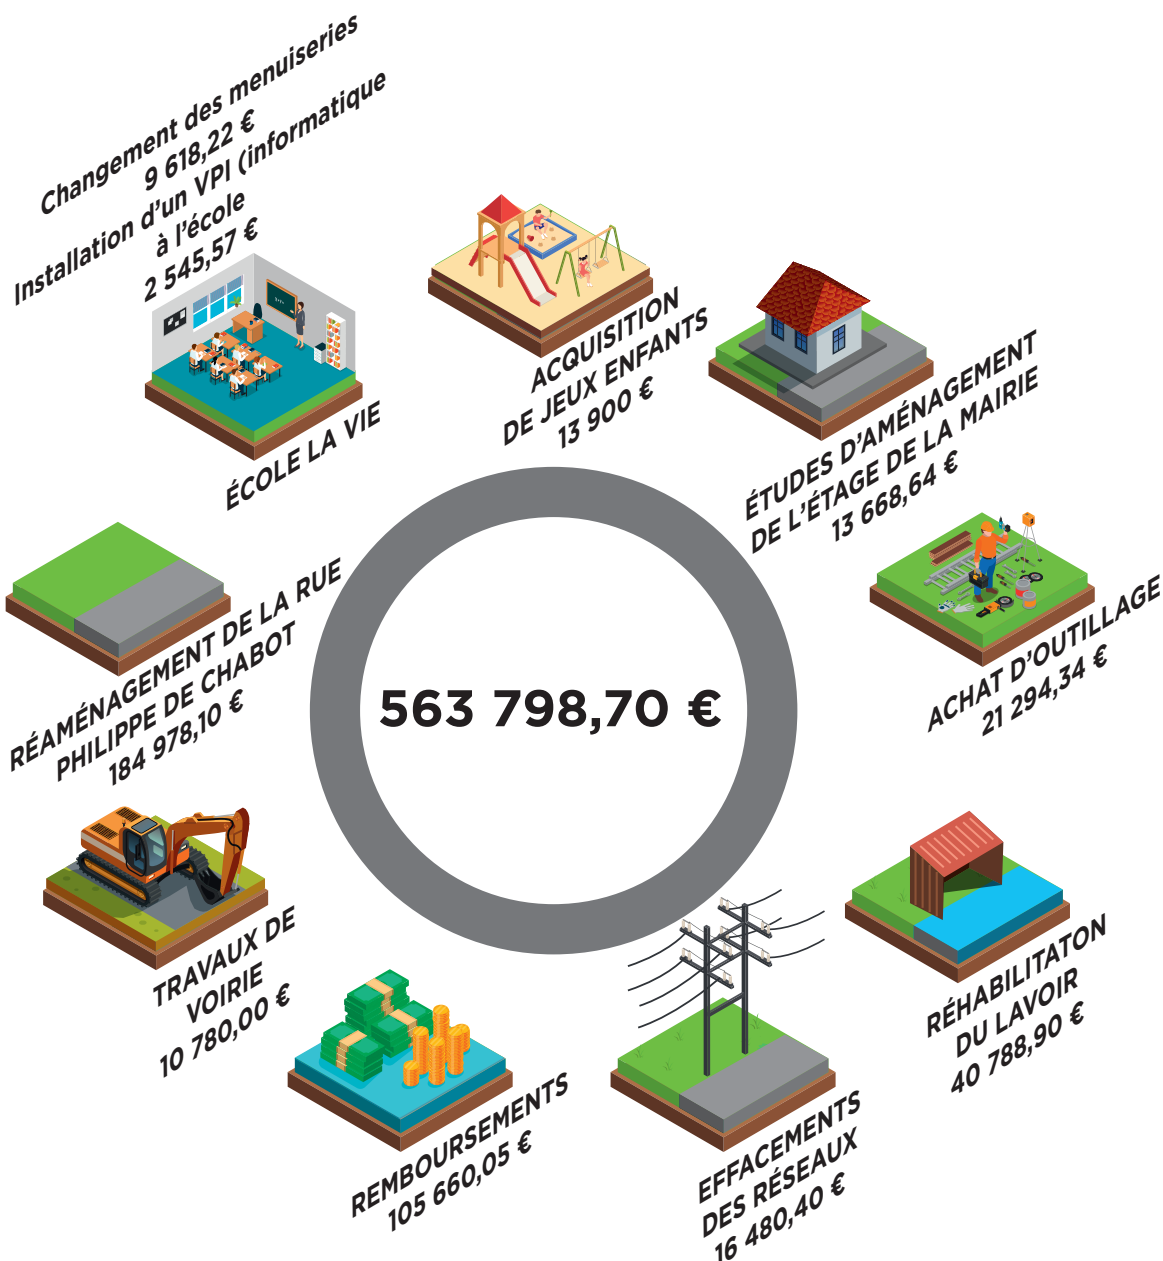 Changement des menuiseries
9 618,22 €
Installation d'un VPI (informatique
à l'école
2 545,57 €
ÉCOLE LA VIE
ACQUISITION
DE JEUX ENFANTS
13 900 €
ÉTUDES D'AMÉNAGEMENT
DE L'ÉTAGE DE LA MAIRIE
13 668,64 €
ACHAT D'OUTILLAGE
21 294,34 €
RÉHABILITATON
DU LAVOIR
40 788,90 €
EFFACEMENTS
DES RÉSEAUX
16 480,40 €
REMBOURSEMENTS
105 660,05 €
TRAVAUX DE
VOIRIE
10 780,00 €
RÉAMÉNAGEMENT DE LA RUE
PHILIPPE DE CHABOT
184 978,10 €
563 798,70 €